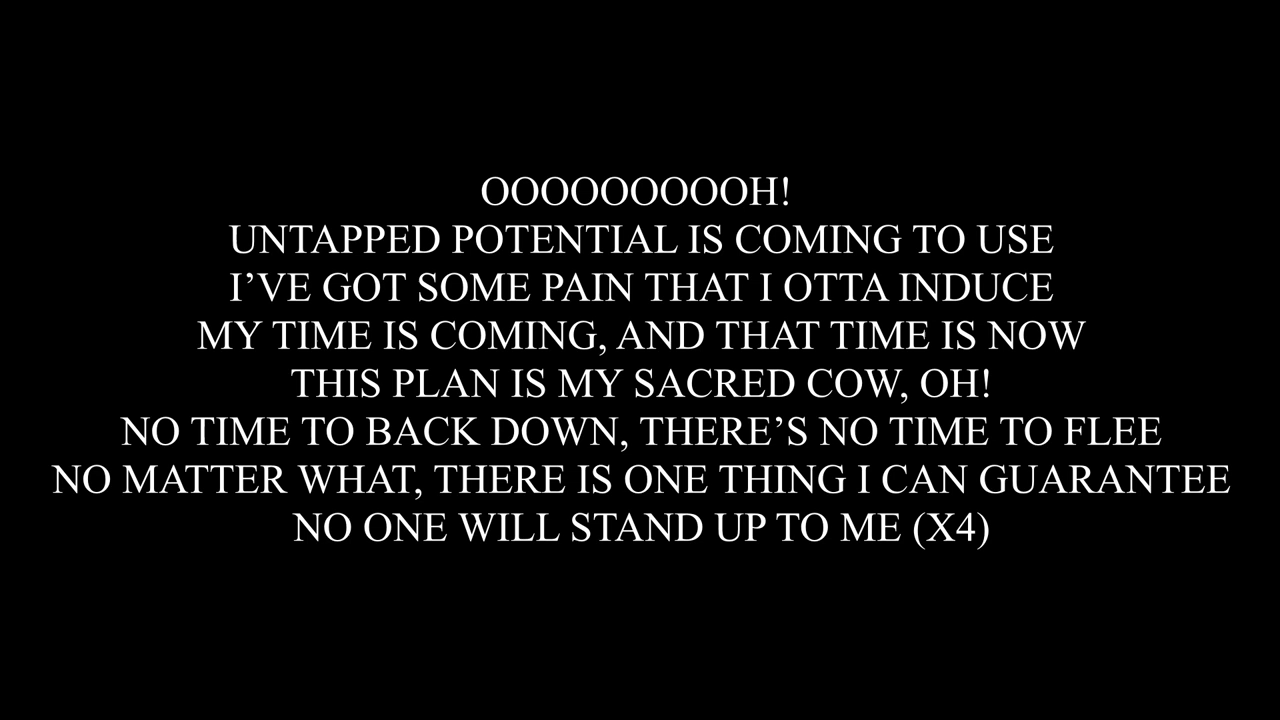 OOOOOOOOOH!
UNTAPPED POTENTIAL IS COMING TO USE
I’VE GOT SOME PAIN THAT I OTTA INDUCE
MY TIME IS COMING, AND THAT TIME IS NOW
THIS PLAN IS MY SACRED COW, OH!
NO TIME TO BACK DOWN, THERE’S NO TIME TO FLEE
NO MATTER WHAT, THERE IS ONE THING I CAN GUARANTEE
NO ONE WILL STAND UP TO ME (X4)